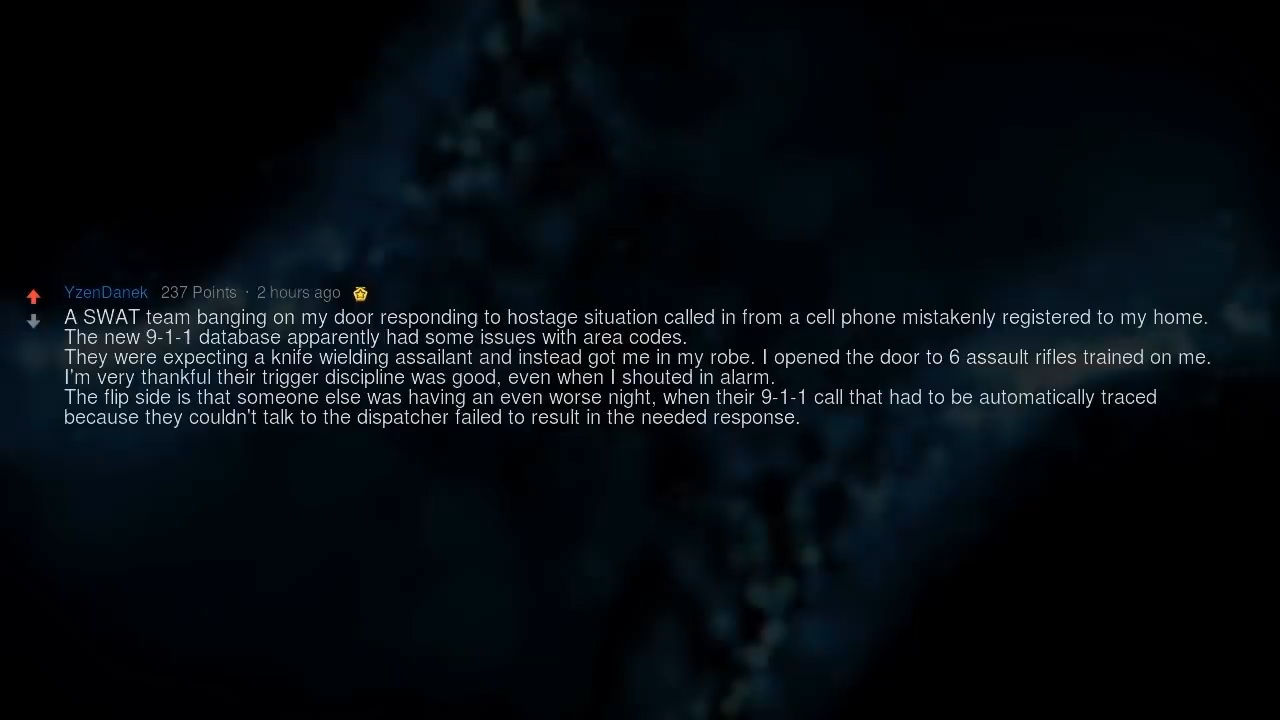 YzenDanek 237 Points · 2 hours ago
A SWAT team banging on my door responding to hostage situation called in from a cell phone mistakenly registered to my home.
The new 9-1-1 database apparently had some issues with area codes.
They were expecting a knife wielding assailant and instead got me in my robe. I opened the door to 6 assault rifles trained on me.
I'm very thankful their trigger discipline was good, even when I shouted in alarm.
The flip side is that someone else was having an even worse night, when their 9-1-1 call that had to be automatically traced
because they couldn't talk to the dispatcher failed to result in the needed response.